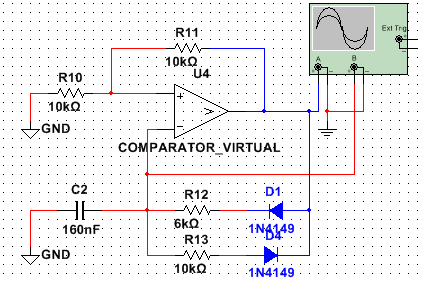 Ext Trig
A
B
R11
10kΩ
U4
R10
10kΩ
GND
COMPARATOR_VIRTUAL
C2
160nF
GND
R12
6kΩ
D1
1N4149
R13
10kΩ
D4
1N4149